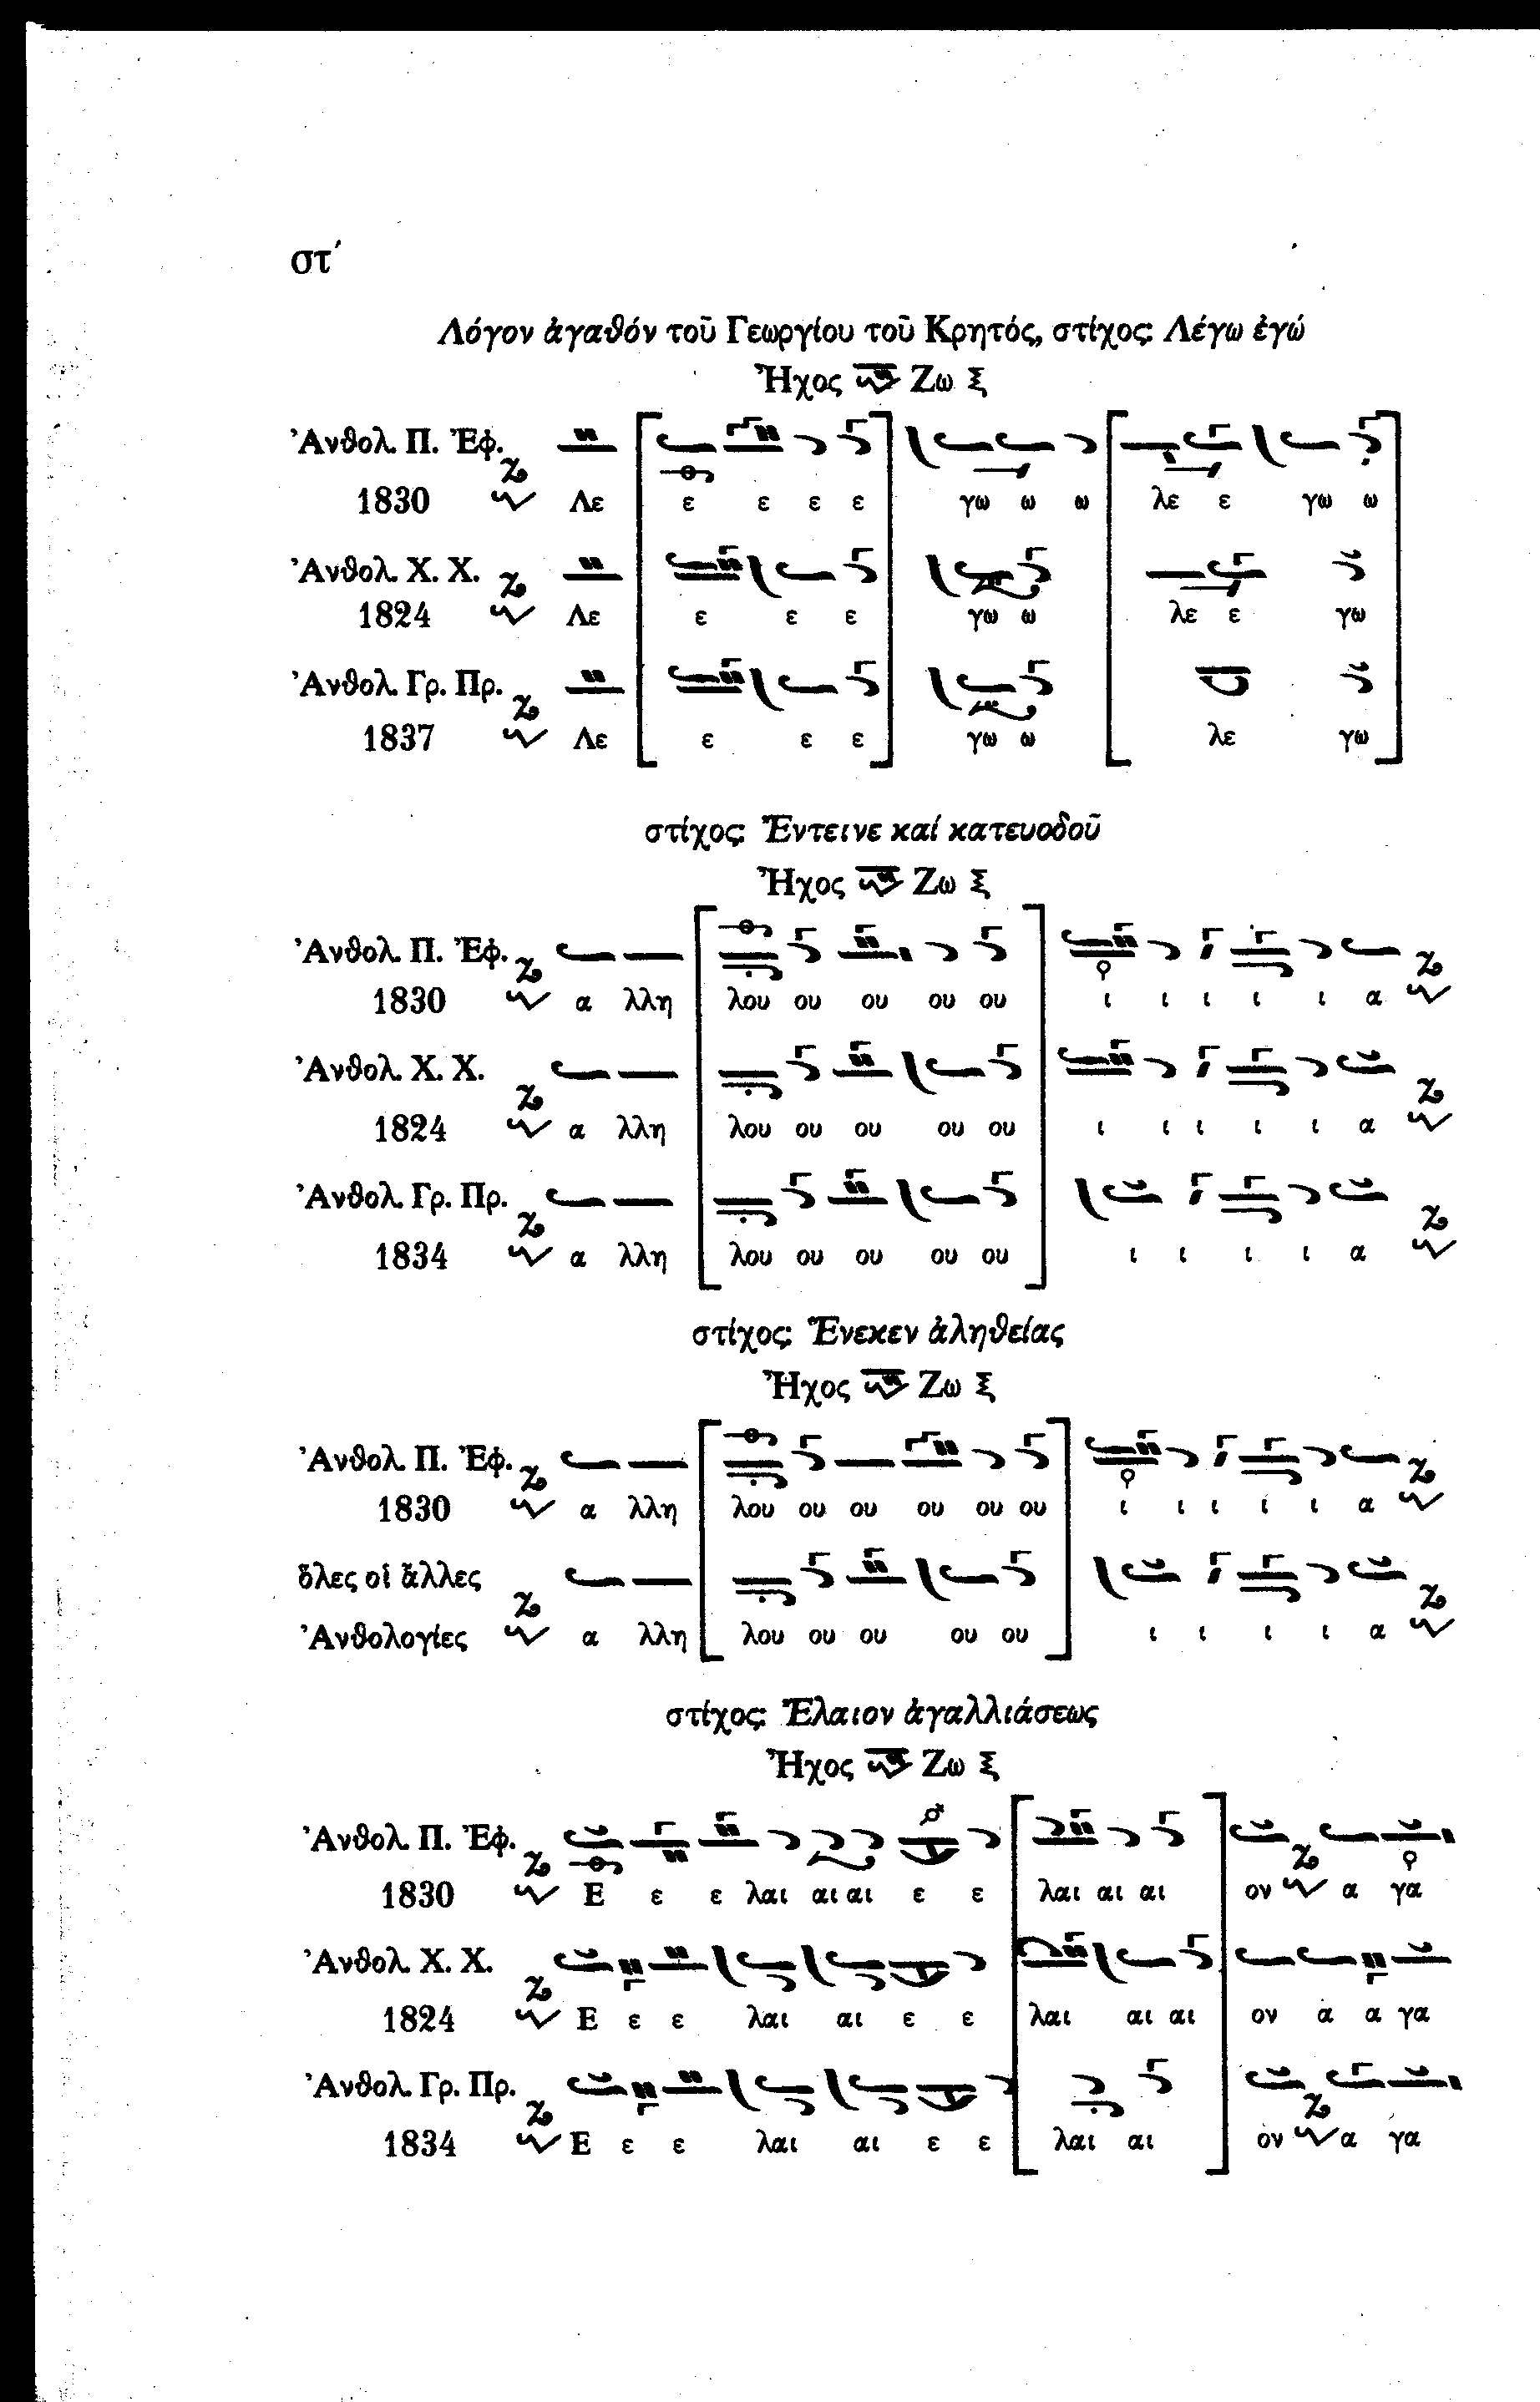 στ΄
Λόγον ἀγαθόν τοῦ Γεωργίου τοῦ Κρητός, στίχος: Λέγω ἐγώ
Ἦχος Ζω
Ἀνθολ. Π. Ἐφ.
1830 Λε ε ε ε ε γω ω ω λε ε γω ω
Ἀνθολ. Χ. Χ.
1824 Λε ε ε ε γω ω λε ε γω
Ἀνθολ. Γρ. Πρ.
1837 Λε ε ε ε γω ω λε γω
στίχος: Ἔντεινε καί κατευοδοῦ
Ἦχος Ζω
Ἀνθολ. Π. Ἐφ.
1830 α λλη λου ου ου ου ου ι ι ι ι ι α
Ἀνθολ. Χ. Χ.
1824 α λλη λου ου ου ου ου ι ι ι ι ι α
Ἀνθολ. Γρ. Πρ.
1834 α λλη λου ου ου ου ου ι ι ι ι α
στίχος: Ἕνεκεν ἀληθείας
Ἦχος Ζω
Ἀνθολ. Π. Ἐφ.
1830 α λλη λου ου ου ου ου ου ι ι ι ι ι α
ὅλες οἱ ἄλλες
Ἀνθολογίες α λλη λου ου ου ου ου ι ι ι ι α
στίχος: Ἔλαιον ἀγαλλιάσεως
Ἦχος Ζω
Ἀνθολ. Π. Ἐφ.
1830 Ε ε ε λαι αι αι ε ε λαι αι αι ον α γα
Ἀνθολ. Χ. Χ.
1824 Ε ε ε λαι αι ε ε λαι αι αι ον α α γα
Ἀνθολ. Γρ. Πρ.
1834 Ε ε ε λαι αι ε ε λαι αι ον α γα